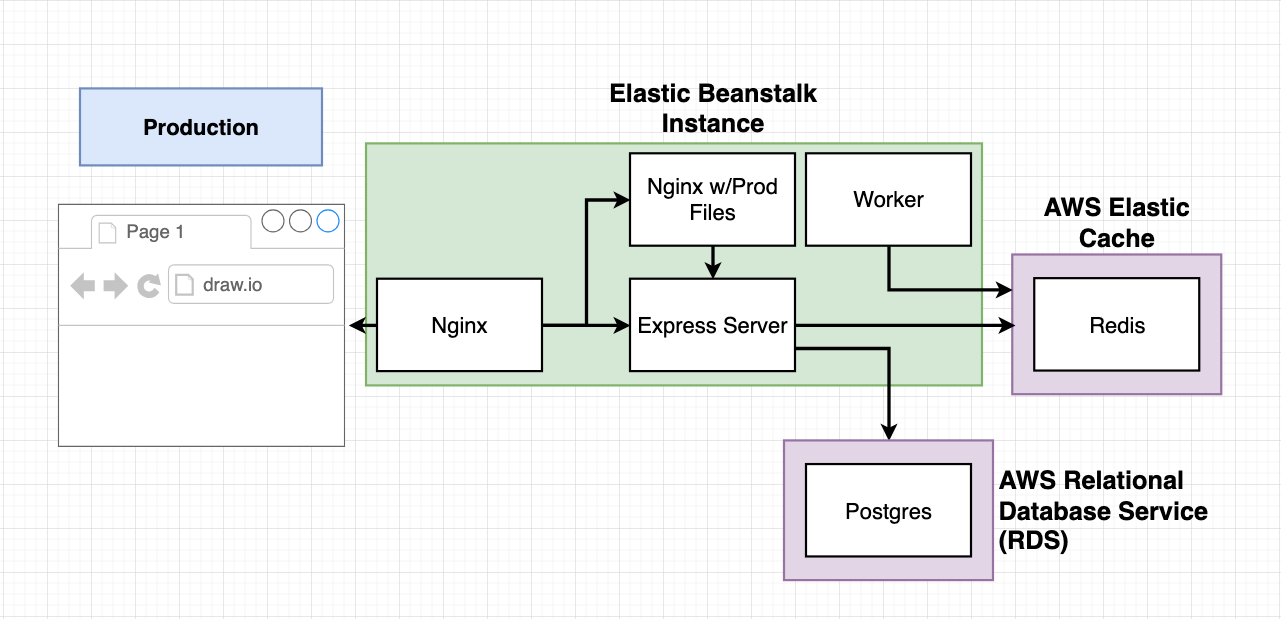 Production
Page 1
draw.io
Elastic Beanstalk
Instance
Nginx
Nginx w/Prod
Files
Express Server
Worker
AWS Elastic
Cache
Redis
Postgres
AWS Relational
Database Service
(RDS)